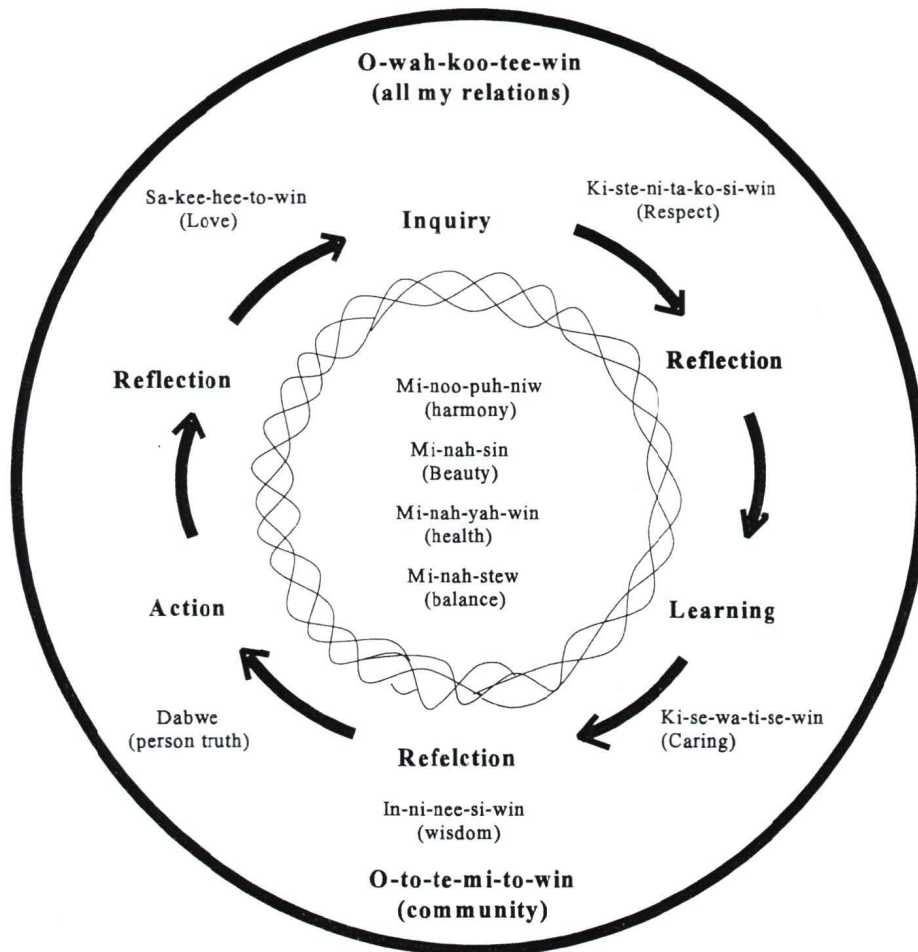 O-wah-koo-tee-win
(all my relations)
Sa-kee-hee-to-win
(Love)
Ki-ste-ni-ta-ko-si-win
(Respect)
Inquiry
Reflection
Reflection
Mi-noo-puh-niw
(harmony)
Mi-nah-sin
(Beauty)
Mi-nah-yah-win
(health)
Mi-nah-stew
(balance)
Action
Learning
Dabwe
(person truth)
Ki-se-wa-ti-se-win
(Caring)
Refelction
In-ni-nee-si-win
(wisdom)
O-to-te-mi-to-win
(community)